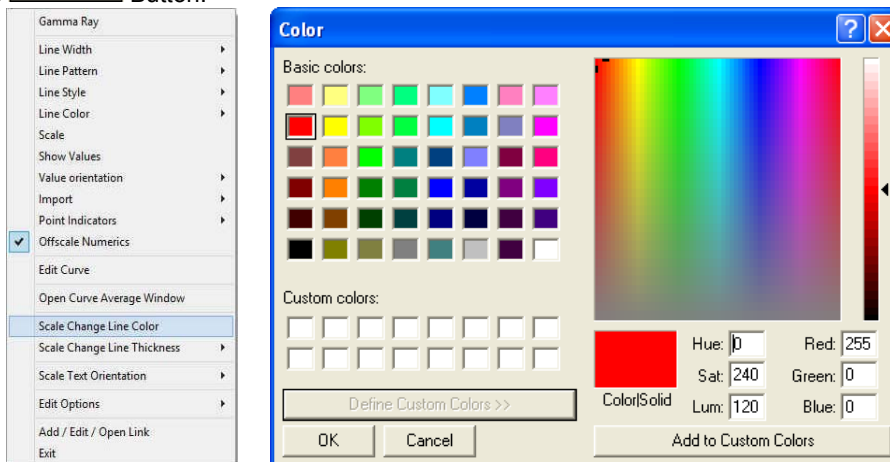 Button.
Gamma Ray
Line Width
Line Pattern
Line Style
Line Color
Scale
Show Values
Value orientation
Import
Point Indicators
Offscale Numerics
Edit Curve
Open Curve Average Window
Scale Change Line Color
Scale Change Line Thickness
Scale Text Orientation
Edit Options
Add / Edit / Open Link
Exit
Color
Basic colors:
Custom colors:
Define Custom Colors >>
OK Cancel
Color|Solid
Hue: 0 Red: 255
Sat: 240 Green: 0
Lum: 120 Blue: 0
Add to Custom Colors